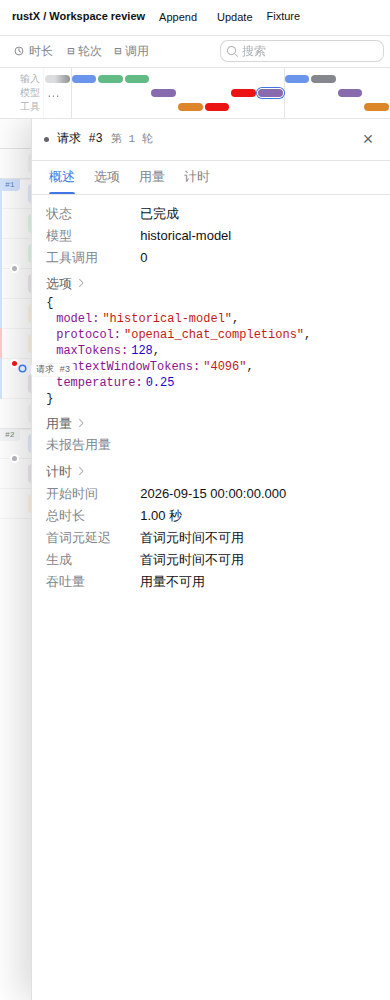 rustX / Workspace review Append Update Fixture
时长 轮次 调用 搜索
输入
模型 ...
工具
请求 #3 第 1 轮 ×
概述 选项 用量 计时
#1
状态 已完成
模型 historical-model
工具调用 0
选项
{
model: "historical-model",
protocol: "openai_chat_completions",
maxTokens: 128,
请求 #3 ntextWindowTokens: "4096",
temperature: 0.25
}
用量
#2
未报告用量
计时
开始时间 2026-09-15 00:00:00.000
总时长 1.00 秒
首词元延迟 首词元时间不可用
生成 首词元时间不可用
吞吐量 用量不可用